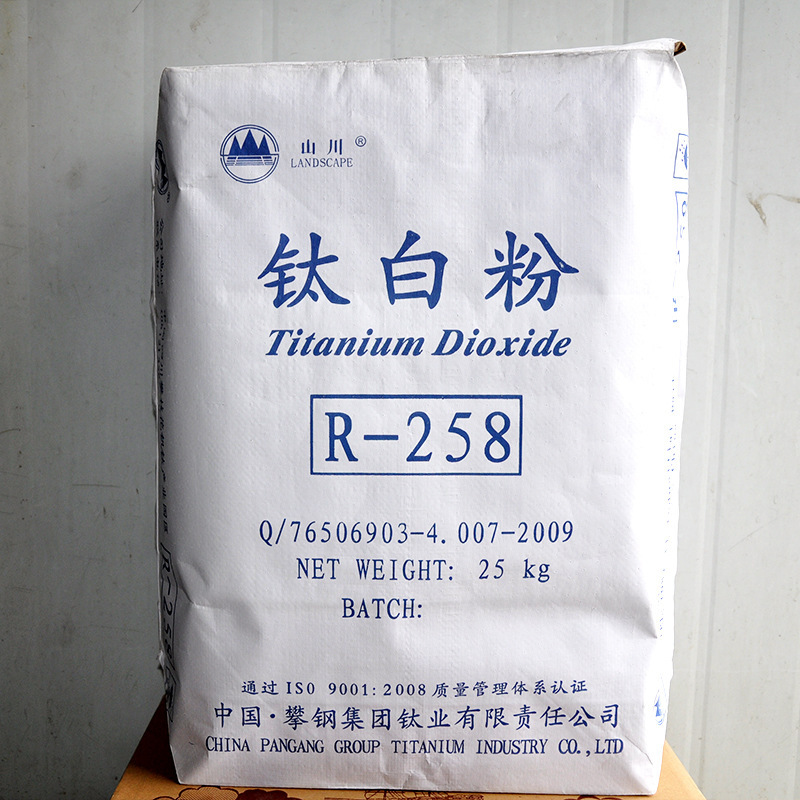 山川®
LANDSCAPE
钛白粉
Titanium Dioxide
R-258
Q/76506903-4.007-2009
NET WEIGHT: 25 kg
BATCH:
通过ISO 9001:2008质量管理体系认证
中国·攀钢集团钛业有限责任公司
CHINA PANGANG GROUP TITANIUM INDUSTRY CO.,LTD